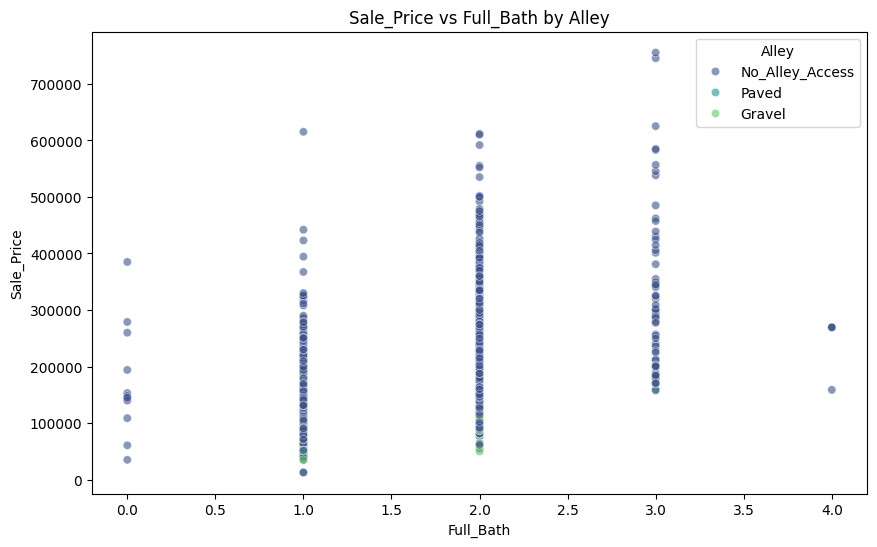 Sale_Price vs Full_Bath by Alley
Alley
No_Alley_Access
Paved
Gravel
Sale_Price
700000
600000
500000
400000
300000
200000
100000
0
0.0 0.5 1.0 1.5 2.0 2.5 3.0 3.5 4.0
Full_Bath